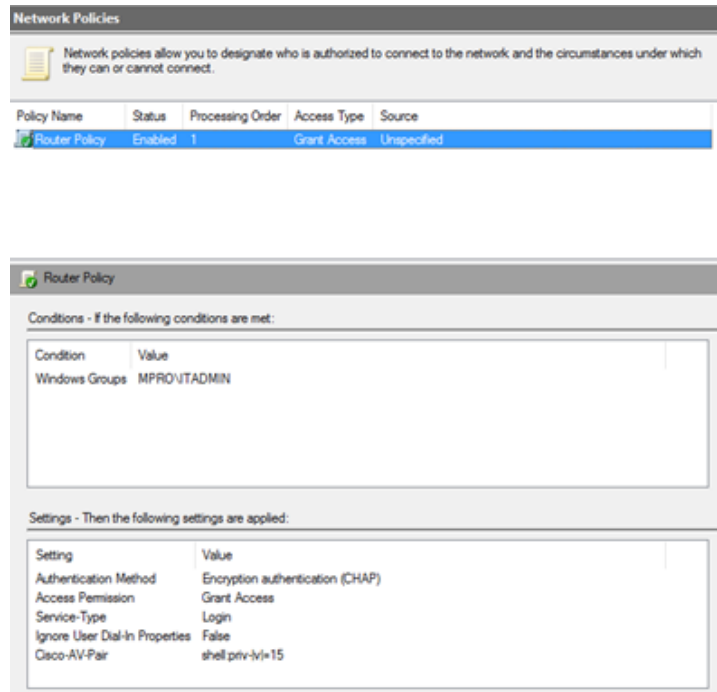 Network Policies
Network policies allow you to designate who is authorized to connect to the network and the circumstances under which
they can or cannot connect.
Policy Name Status Processing Order Access Type Source
Router Policy Enabled 1 Grant Access Unspecified
Router Policy
Conditions - If the following conditions are met:
Condition Value
Windows Groups MPRO\ITADMIN
Settings - Then the following settings are applied:
Setting Value
Authentication Method Encryption authentication (CHAP)
Access Permission Grant Access
Service-Type Login
Ignore User Dial-In Properties False
Cisco-AV-Pair shell:priv-lvl=15